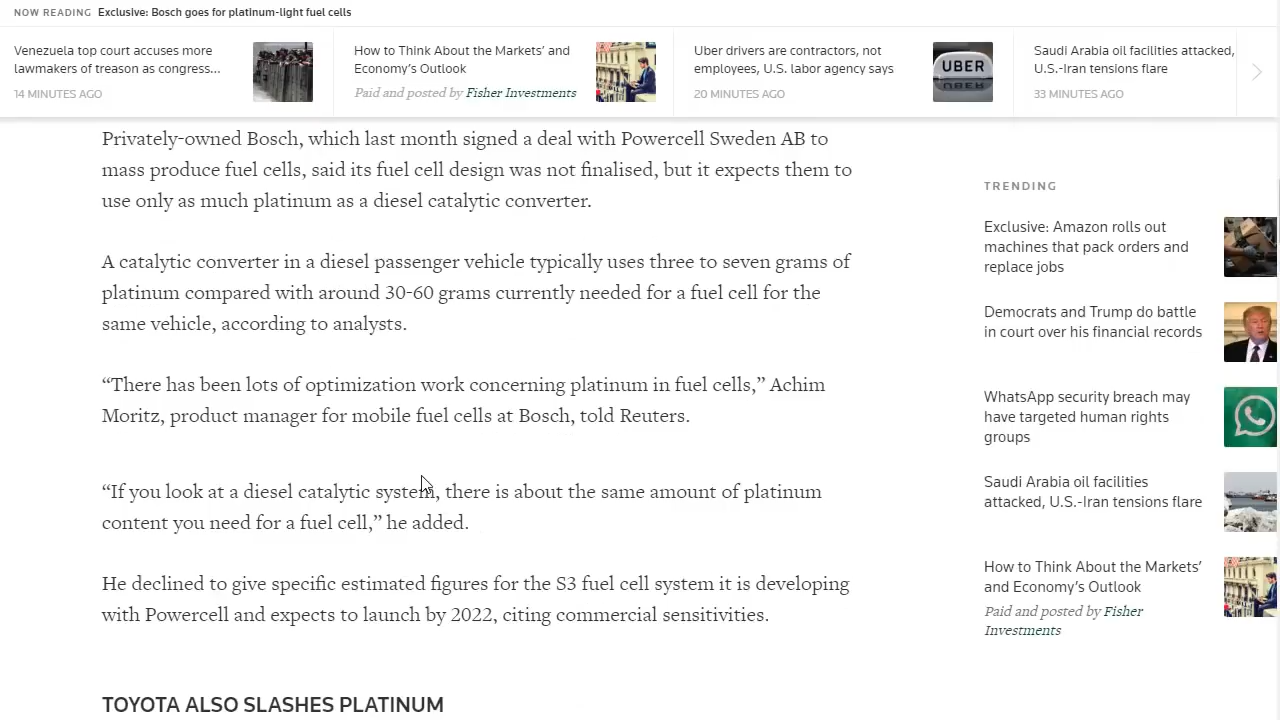 NOW READING Exclusive: Bosch goes for platinum-light fuel cells
Venezuela top court accuses more
lawmakers of treason as congress...
14 MINUTES AGO
How to Think About the Markets' and
Economy's Outlook
Paid and posted by Fisher Investments
Uber drivers are contractors, not
employees, U.S. labor agency says
20 MINUTES AGO
UBER
Saudi Arabia oil facilities attacked,
U.S.-Iran tensions flare
33 MINUTES AGO
Privately-owned Bosch, which last month signed a deal with Powercell Sweden AB to
mass produce fuel cells, said its fuel cell design was not finalised, but it expects them to
use only as much platinum as a diesel catalytic converter.
A catalytic converter in a diesel passenger vehicle typically uses three to seven grams of
platinum compared with around 30-60 grams currently needed for a fuel cell for the
same vehicle, according to analysts.
“There has been lots of optimization work concerning platinum in fuel cells,” Achim
Moritz, product manager for mobile fuel cells at Bosch, told Reuters.
“If you look at a diesel catalytic system, there is about the same amount of platinum
content you need for a fuel cell,” he added.
He declined to give specific estimated figures for the S3 fuel cell system it is developing
with Powercell and expects to launch by 2022, citing commercial sensitivities.
TOYOTA ALSO SLASHES PLATINUM
TRENDING
Exclusive: Amazon rolls out
machines that pack orders and
replace jobs
Democrats and Trump do battle
in court over his financial records
WhatsApp security breach may
have targeted human rights
groups
Saudi Arabia oil facilities
attacked, U.S.-Iran tensions flare
How to Think About the Markets'
and Economy's Outlook
Paid and posted by Fisher
Investments